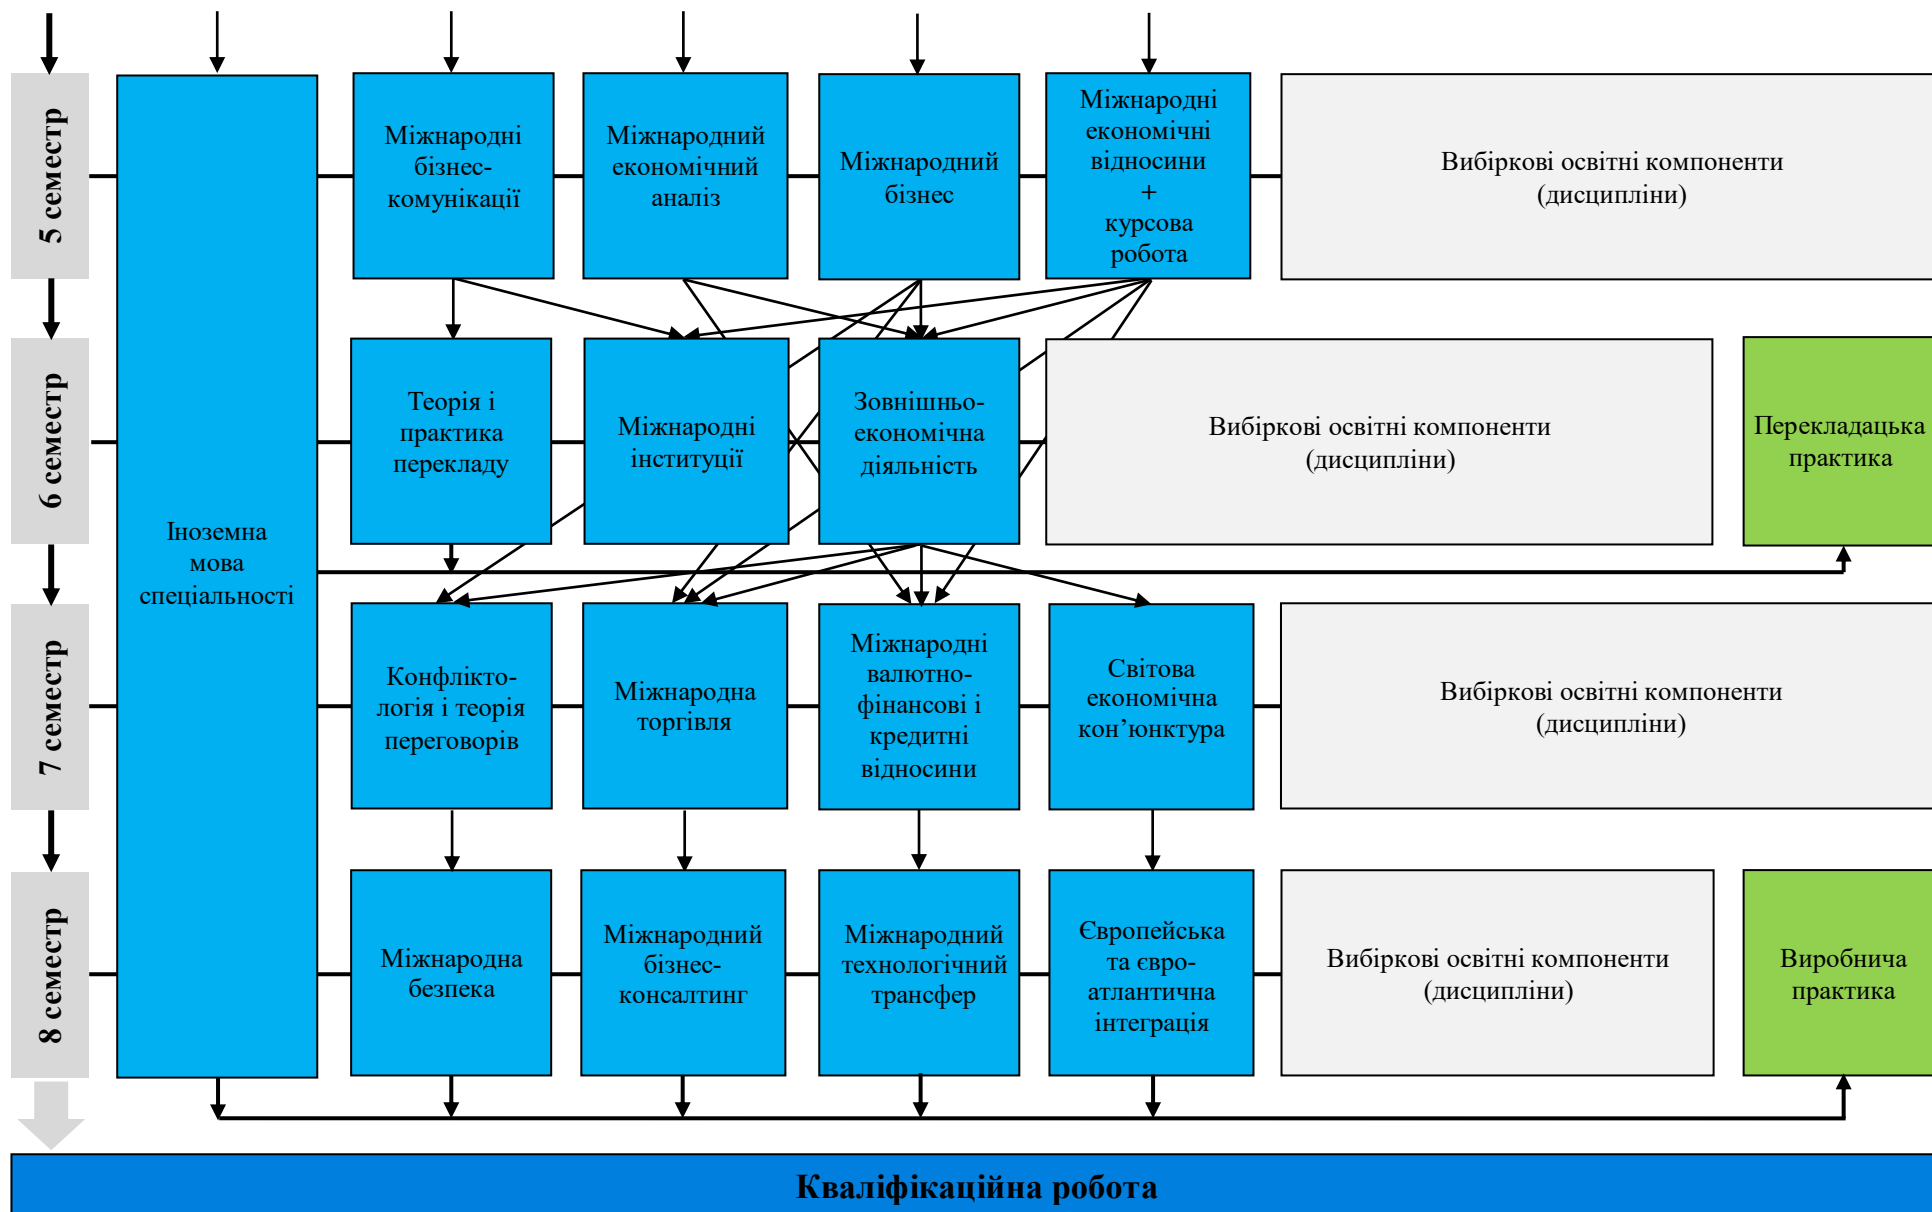 5 семестр
Міжнародні
бізнес-
комунікації
Міжнародний
економічний
аналіз
Міжнародний
бізнес
Міжнародні
економічні
відносини
+
курсова
робота
Вибіркові освітні компоненти
(дисципліни)
6 семестр
Іноземна
мова
спеціальності
Теорія і
практика
перекладу
Міжнародні
інституції
Зовнішньо-
економічна
діяльність
Вибіркові освітні компоненти
(дисципліни)
Перекладацька
практика
7 семестр
Конфлікто-
логія і теорія
переговорів
Міжнародна
торгівля
Міжнародні
валютно-
фінансові і
кредитні
відносини
Світова
економічна
кон’юнктура
Вибіркові освітні компоненти
(дисципліни)
8 семестр
Міжнародна
безпека
Міжнародний
бізнес-
консалтинг
Міжнародний
технологічний
трансфер
Європейська
та євро-
атлантична
інтеграція
Вибіркові освітні компоненти
(дисципліни)
Виробнича
практика
Кваліфікаційна робота